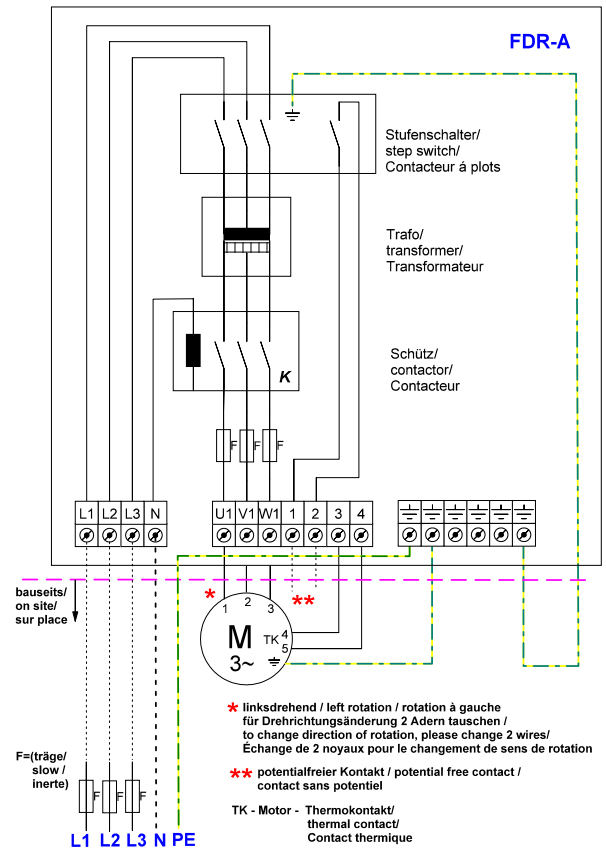 FDR-A
Stufenschalter/
step switch/
Contacteur á plots
Trafo/
transformer/
Transformateur
Schütz/
contactor/
Contacteur
K
F F F
L1 L2 L3 N
U1 V1 W1 1 2 3 4
bauseits/
on site/
sur place
* **
1 2 3
M
3~
TK 4
5
* linksdrehend / left rotation / rotation à gauche
für Drehrichtungsänderung 2 Adern tauschen /
to change direction of rotation, please change 2 wires/
Échange de 2 noyaux pour le changement de sens de rotation
** potentialfreier Kontakt / potential free contact /
contact sans potentiel
TK - Motor - Thermokontakt/
thermal contact/
Contact thermique
F=(träge/
slow /
inerte)
F F F
L1 L2 L3 N PE